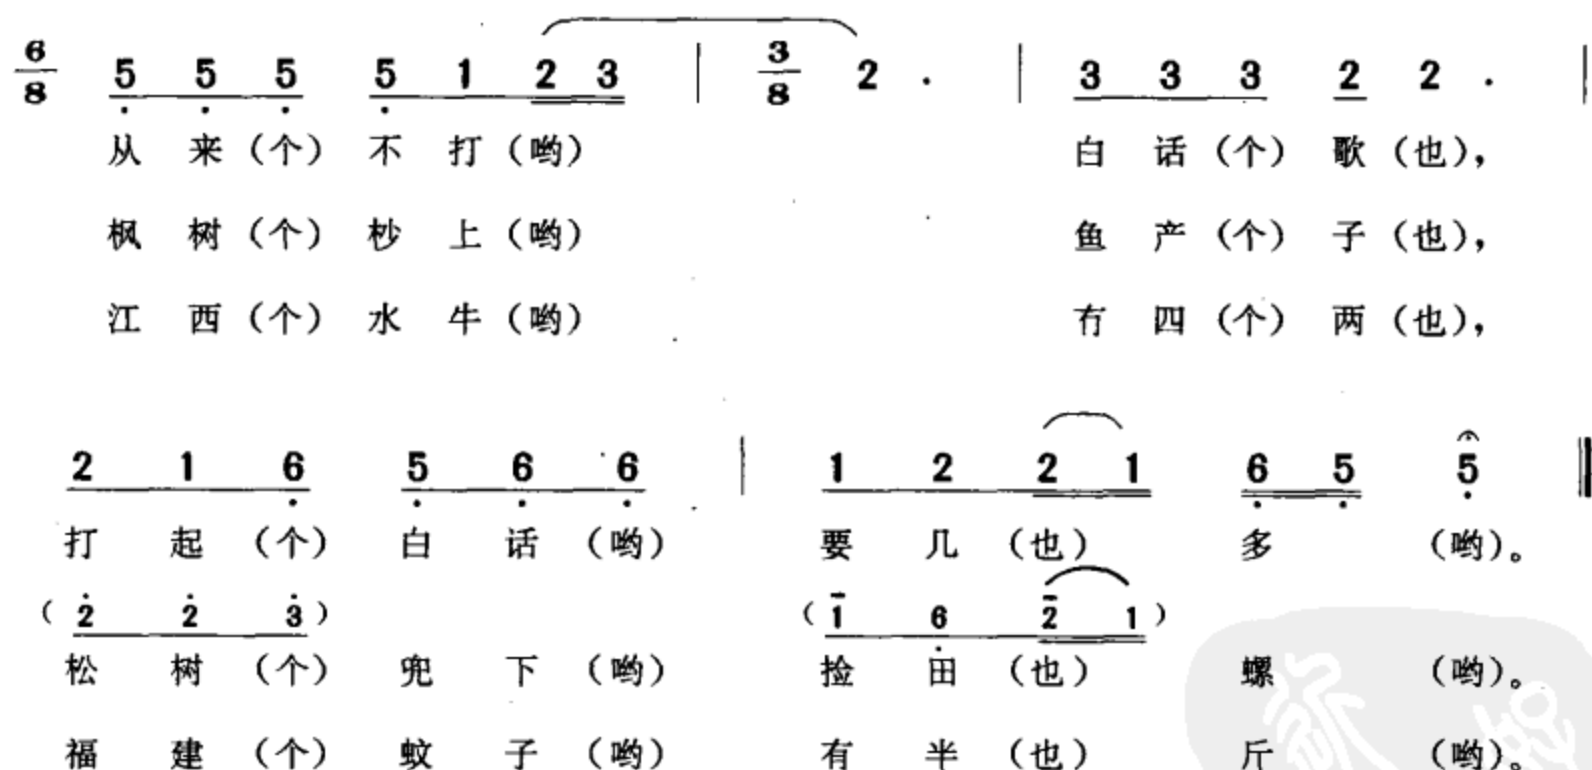 6/8 5 5 5 5 1 2 3 | 3/8 2 . | 3 3 3 2 2 . |
从 来（个）不 打（哟） 白 话（个）歌（也），
枫 树（个）杪 上（哟） 鱼 产（个）子（也），
江 西（个）水 牛（哟） 冇 四（个）两（也），
2 1 6 5 6 6 | 1 2 2 1 6 5 5 ‖
打 起（个）白 话（哟） 要 几（也）多（哟）。
（2 2 3） （1 6 2 1）
松 树（个）兜 下（哟） 捡 田（也）螺（哟）。
福 建（个）蚊 子（哟） 有 半（也）斤（哟）。